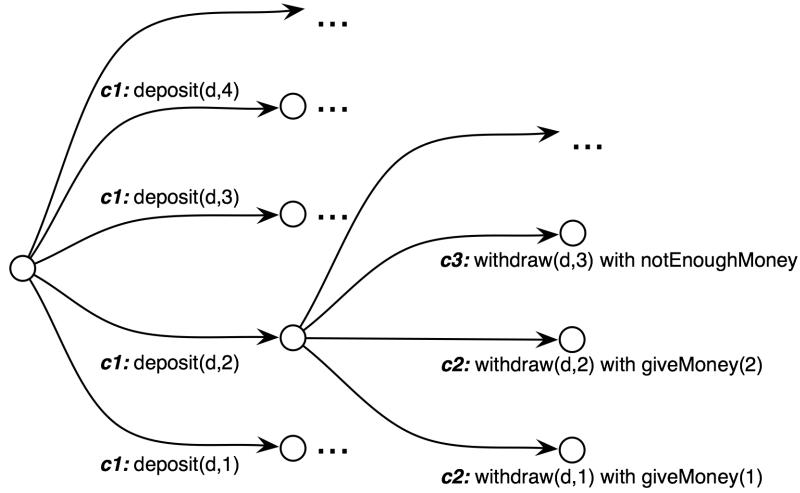 ...
c1: deposit(d,4)
...
...
c1: deposit(d,3)
...
c3: withdraw(d,3) with notEnoughMoney
c1: deposit(d,2)
c2: withdraw(d,2) with giveMoney(2)
...
c1: deposit(d,1)
c2: withdraw(d,1) with giveMoney(1)